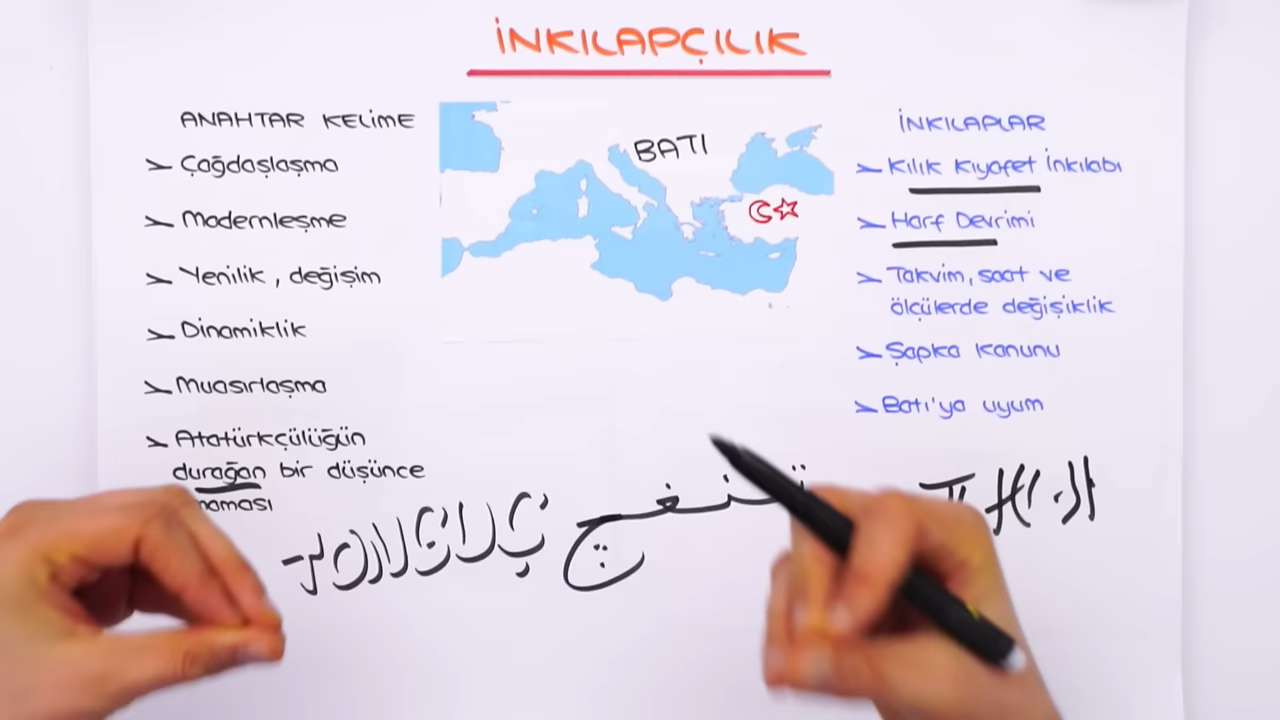 İNKILAPÇILIK
ANAHTAR KELİME
➢ Çağdaşlaşma
➢ Modernleşme
➢ Yenilik, değişim
➢ Dinamiklik
➢ Muasırlaşma
➢ Atatürkçülüğün
durağan bir düşünce
BATI
İNKILAPLAR
➢ Kılık Kıyafet İnkılabı
➢ Harf Devrimi
➢ Takvim, saat ve
ölçülerde değişiklik
➢ Şapka Kanunu
➢ Batı'ya uyum